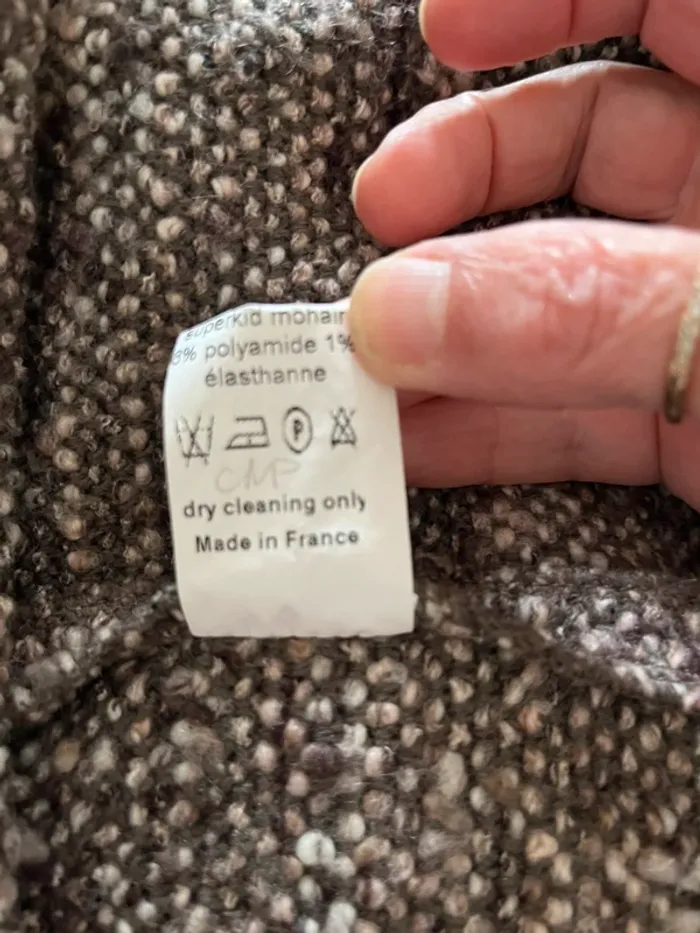 superkid mohair
3% polyamide 1%
élasthanne
P
CMP
dry cleaning only
Made in France